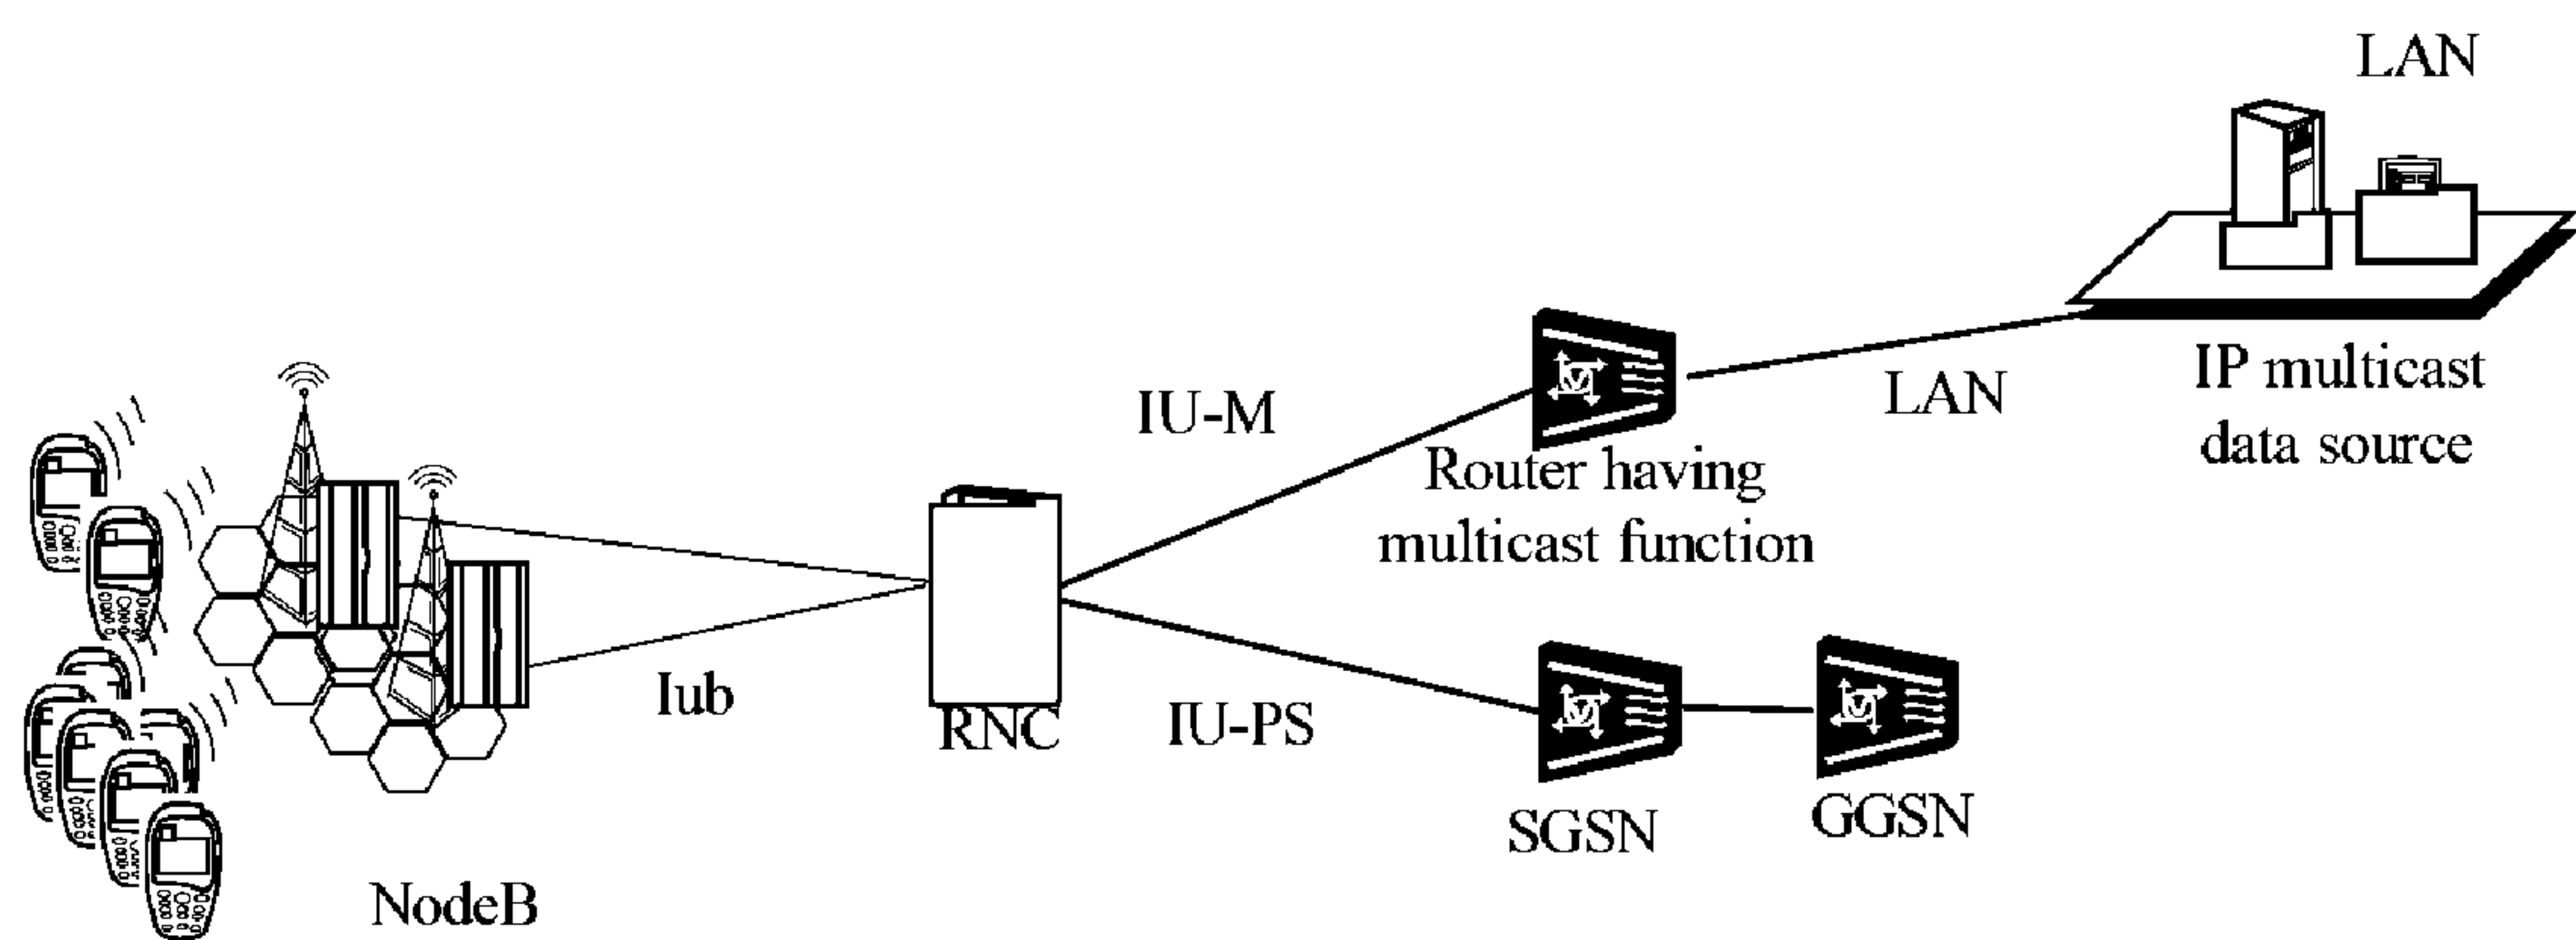 LAN
IP multicast
data source
LAN
IU-M
Router having
multicast function
Iub
RNC
IU-PS
SGSN
GGSN
NodeB